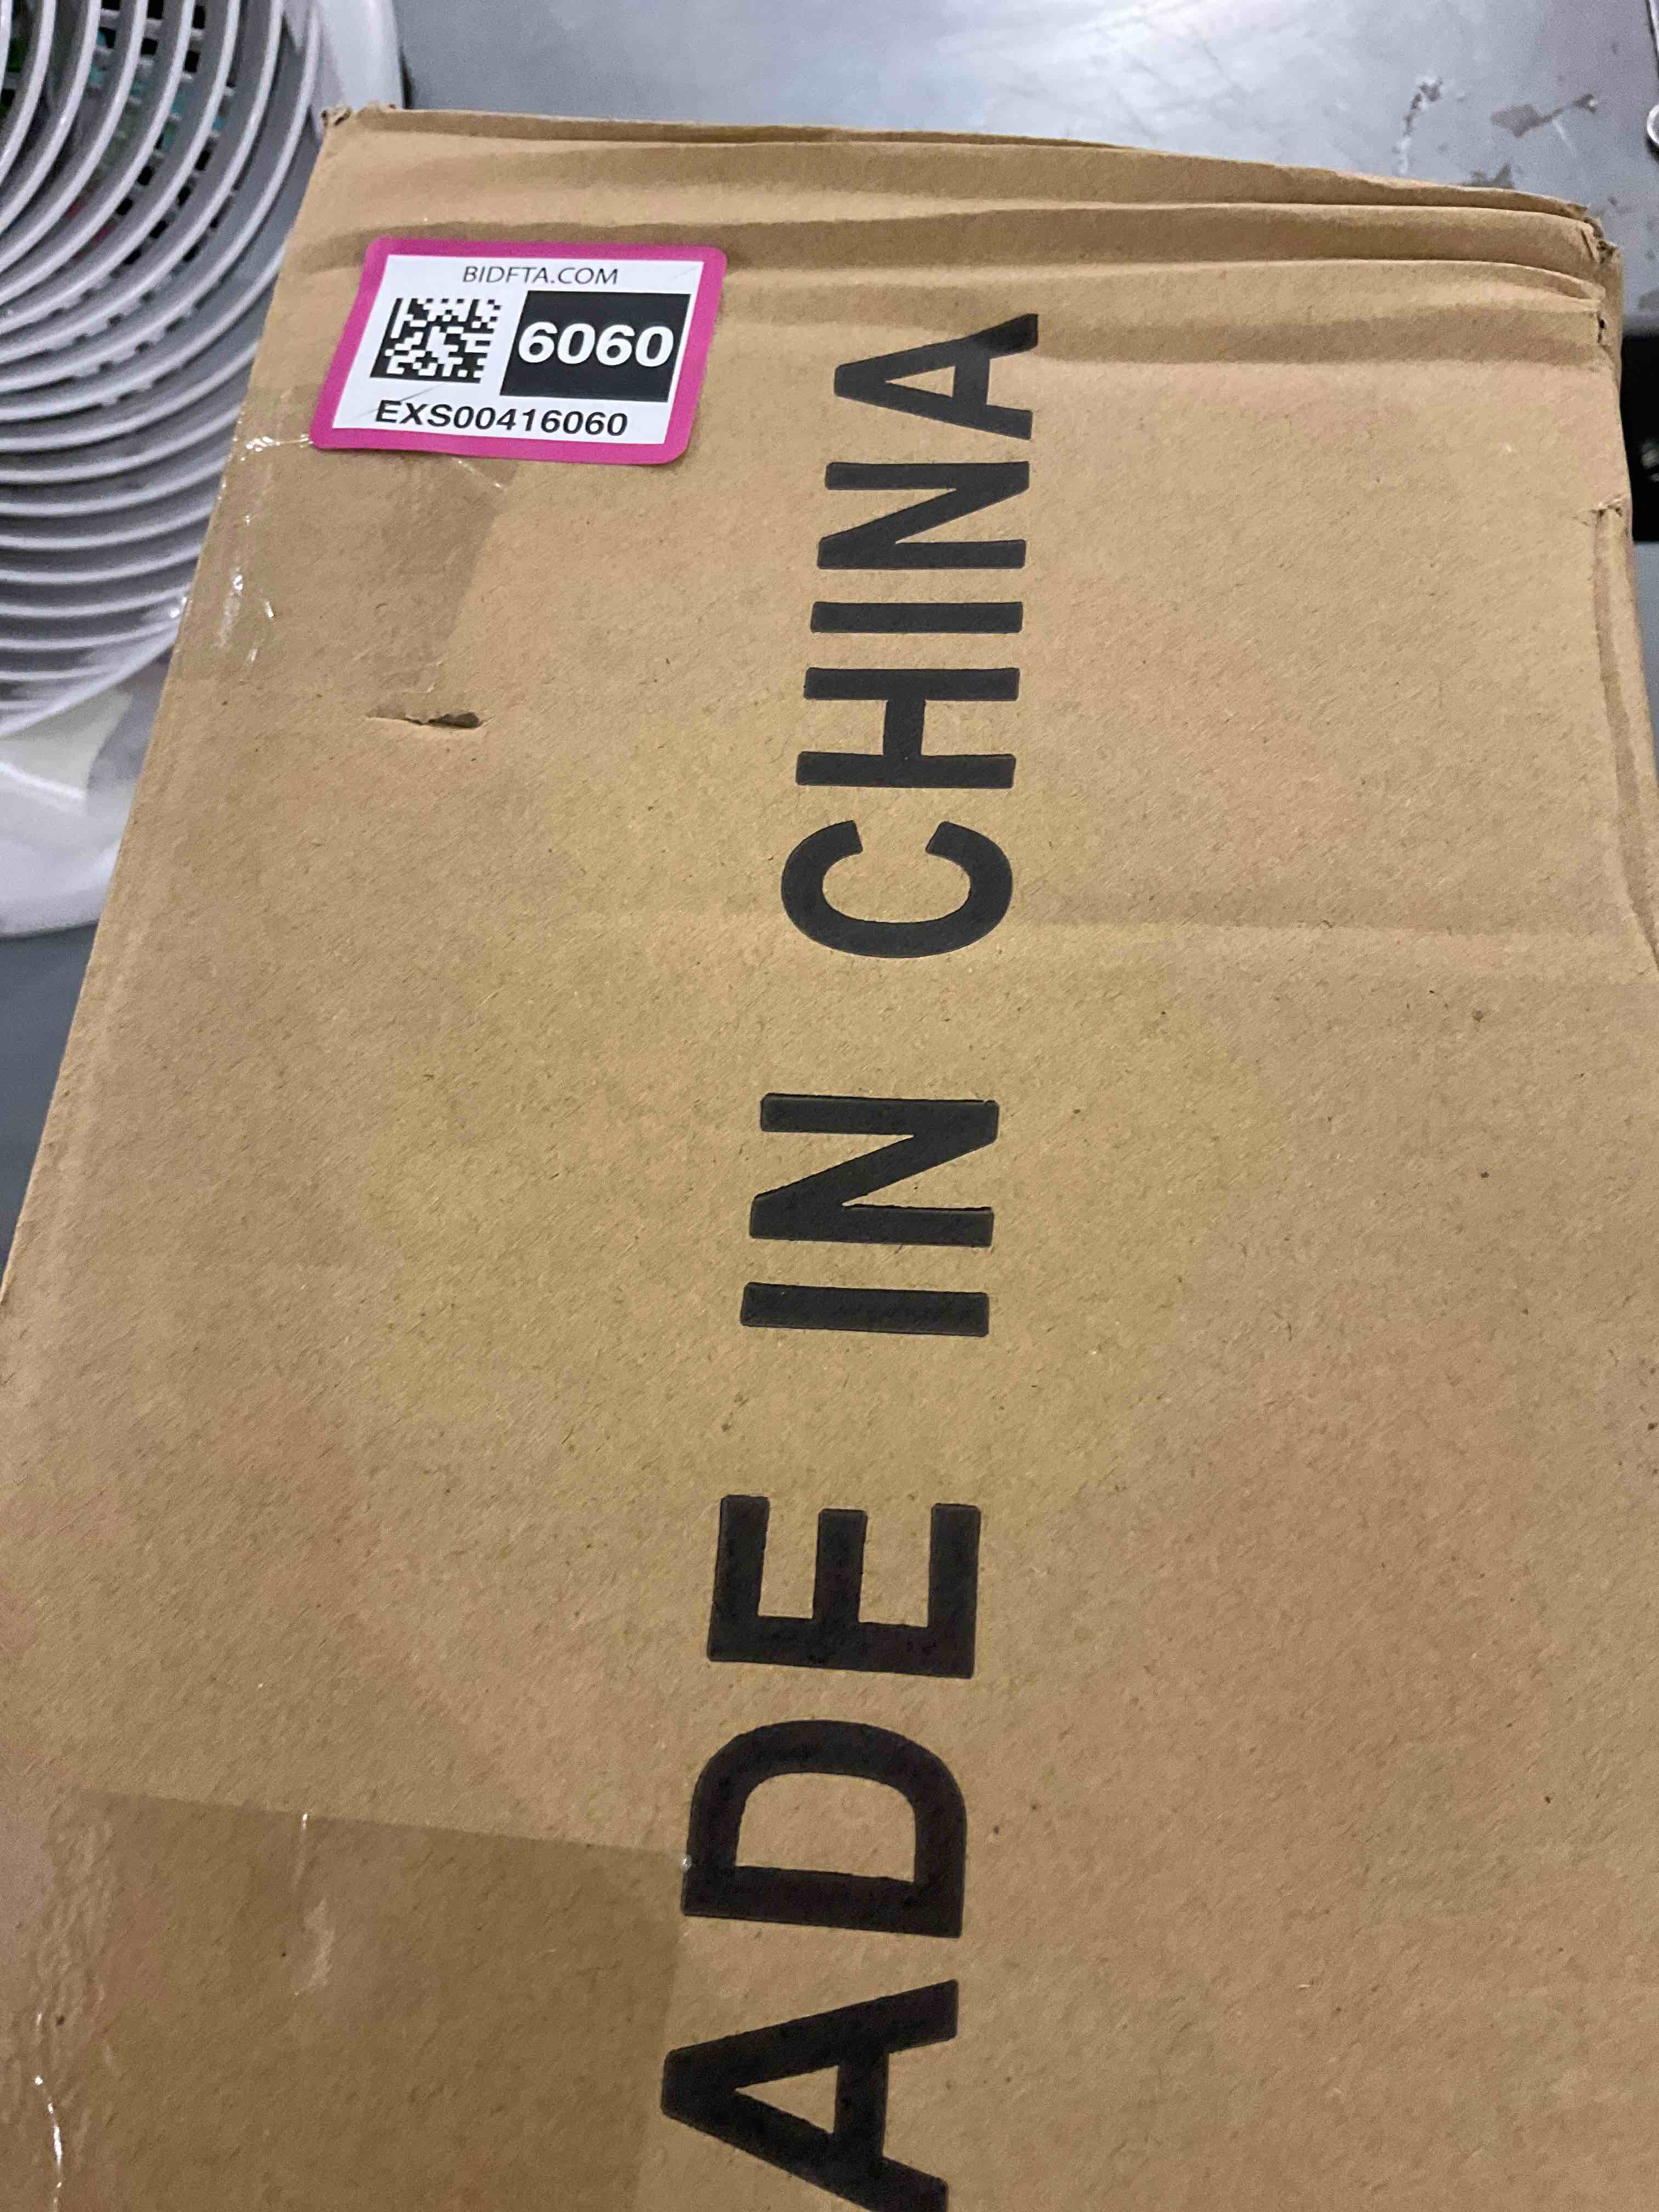 BIDFTA.COM
6060
EXS00416060
ADE IN CHINA